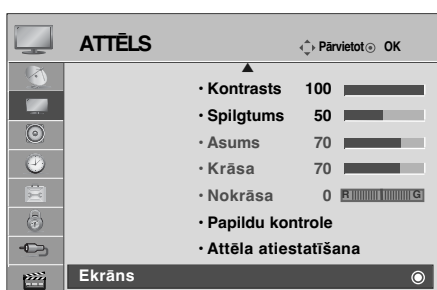 ATTĒLS
Pārvietot OK
• Kontrasts 100
• Spilgtums 50
• Asums 70
• Krāsa 70
• Nokrāsa 0 R G
• Papildu kontrole
• Attēla atiestatīšana
Ekrāns